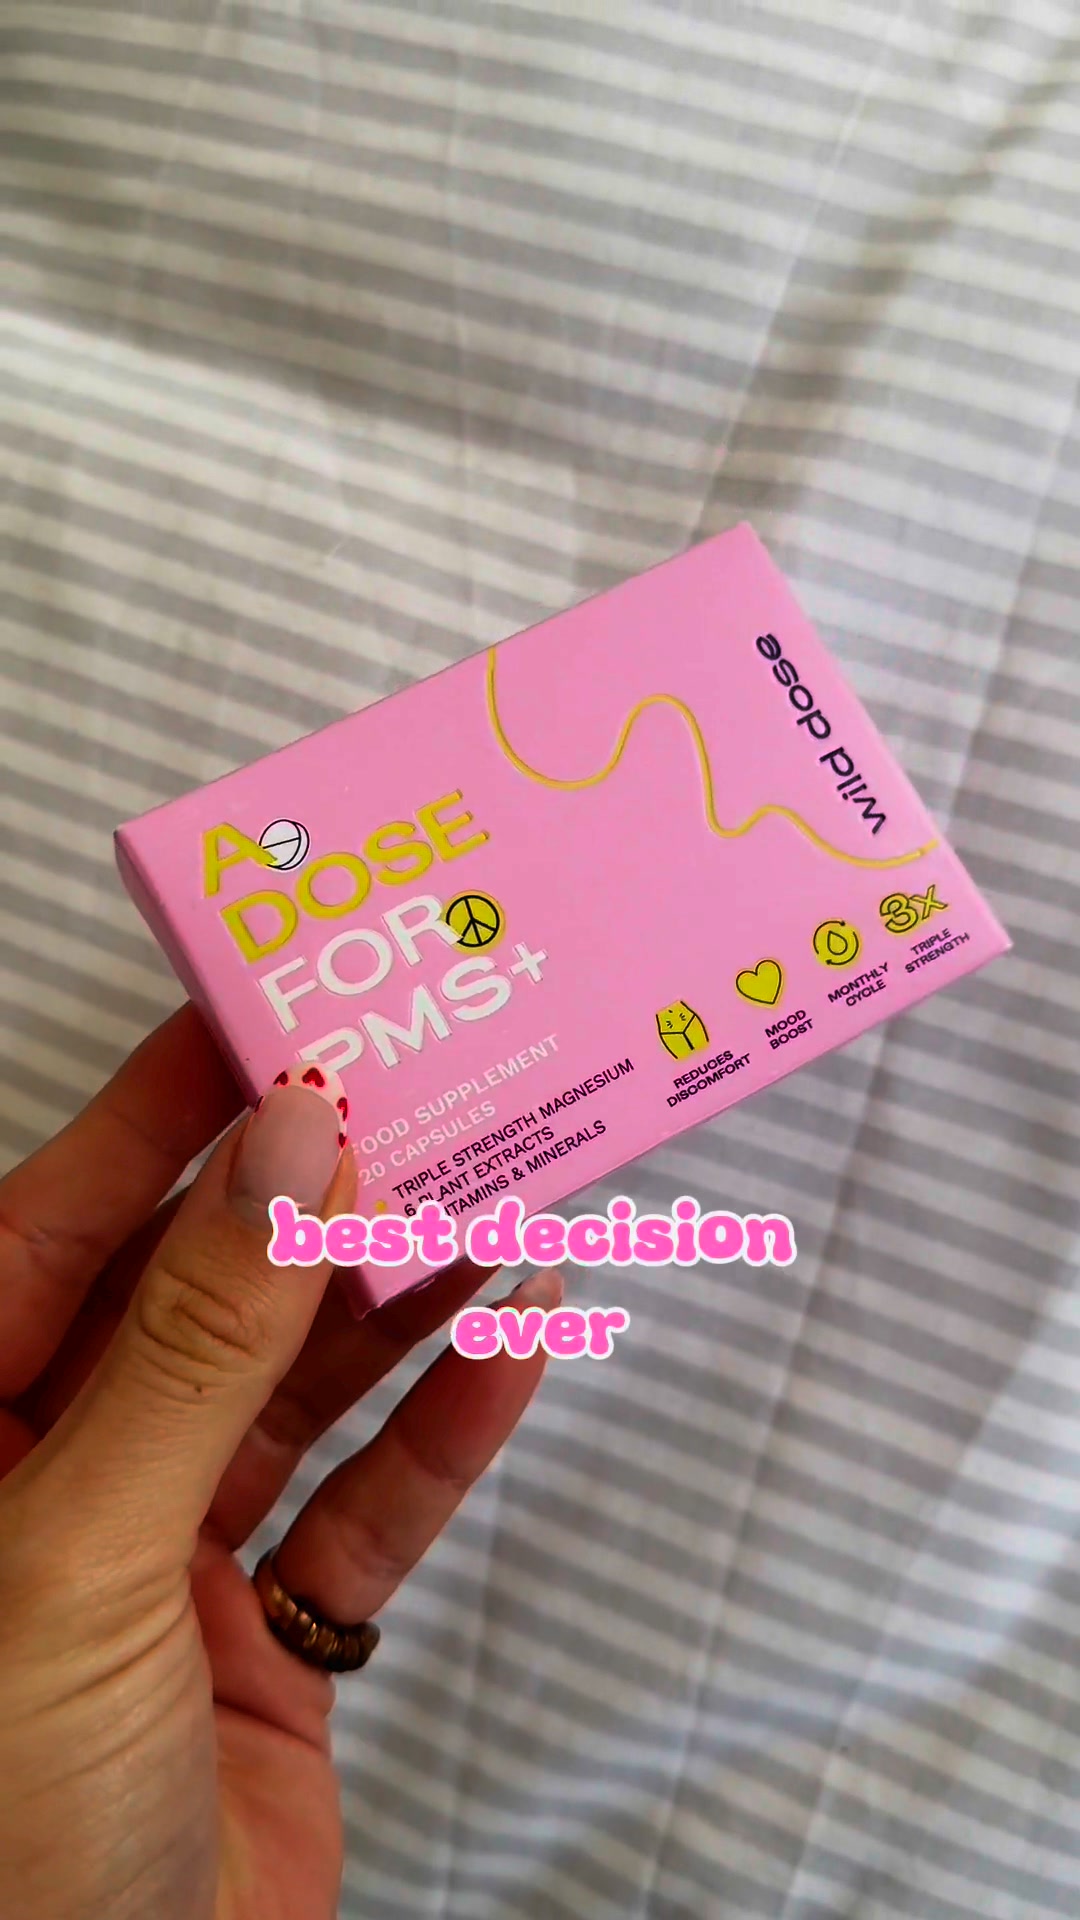 A
DOSE
FOR
PMS+
FOOD SUPPLEMENT
20 CAPSULES
TRIPLE STRENGTH MAGNESIUM
6 PLANT EXTRACTS
VITAMINS & MINERALS
REDUCES
DISCOMFORT
MOOD
BOOST
MONTHLY
CYCLE
3x
TRIPLE
STRENGTH
wild dose
best decision
ever